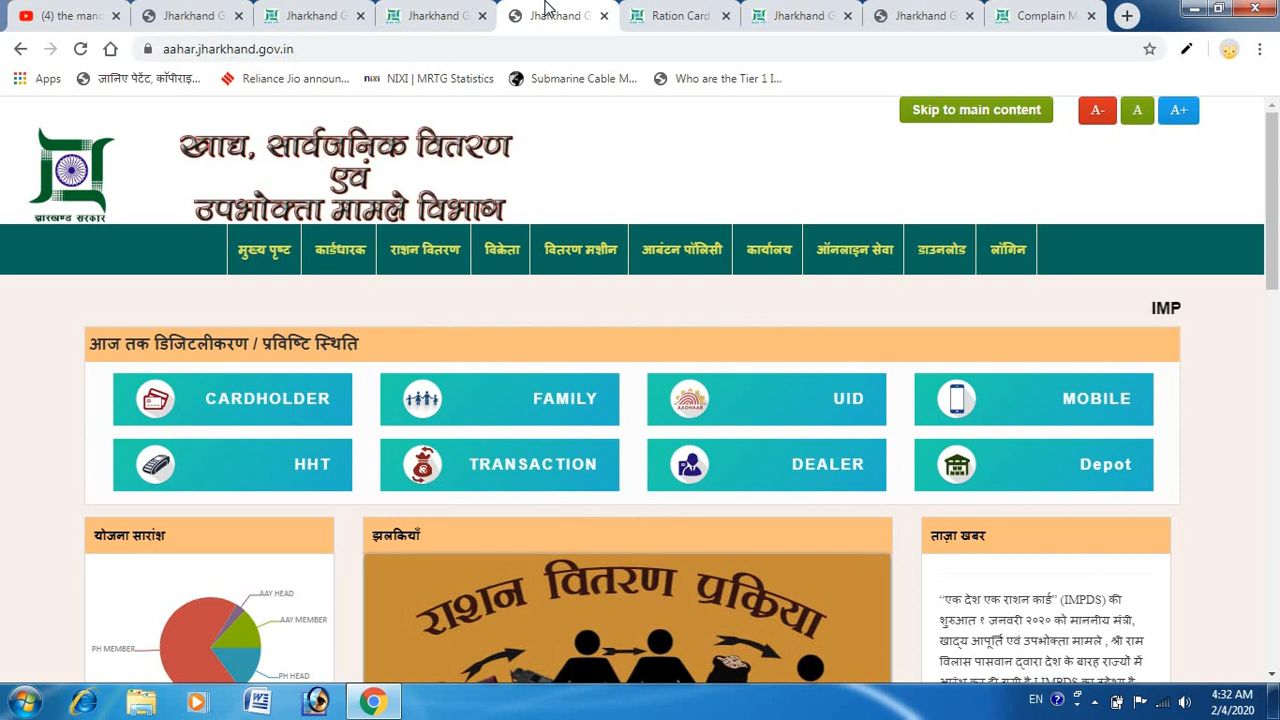 (4) the mand
Jharkhand G
Jharkhand G
Jharkhand G
Jharkhand G
Ration Card
Jharkhand G
Jharkhand G
Complain M
aahar.jharkhand.gov.in
Apps
जानिए पेटेंट, कॉपीराइ...
Reliance Jio announ...
nixi NIXI | MRTG Statistics
Submarine Cable M...
Who are the Tier 1 I...
Skip to main content
A-
A
A+
खाद्य, सार्वजनिक वितरण
एवं
उपभोक्ता मामले विभाग
झारखण्ड सरकार
मुख्य पृष्ट
कार्डधारक
राशन वितरण
विक्रेता
वितरण मशीन
आबंटन पॉलिसी
कार्यालय
ऑनलाइन सेवा
डाउनलोड
लॉगिन
IMP
आज तक डिजिटलीकरण / प्रविष्टि स्थिति
CARDHOLDER
FAMILY
UID
MOBILE
AADHAAR
HHT
TRANSACTION
DEALER
Depot
योजना सारांश
AAY HEAD
AAY MEMBER
PH MEMBER
PH HEAD
झलकियाँ
राशन वितरण प्रक्रिया
ताज़ा खबर
“एक देश एक राशन कार्ड” (IMPDS) की
शुरुआत १ जनवरी २०२० को माननीय मंत्री,
खाद्य आपूर्ति एवं उपभोक्ता मामले , श्री राम
विलास पासवान द्वारा देश के बारह राज्यों में
EN
4:32 AM
2/4/2020